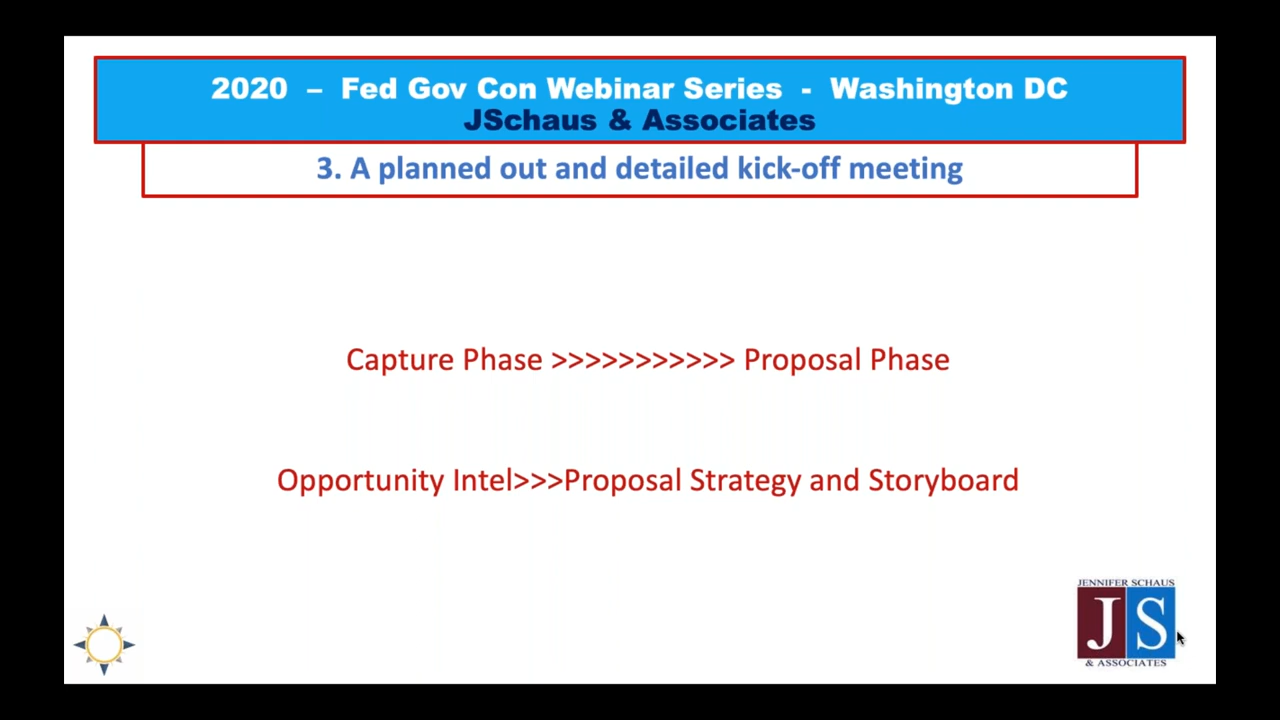 2020 – Fed Gov Con Webinar Series - Washington DC
JSchaus & Associates
3. A planned out and detailed kick-off meeting
Capture Phase >>>>>>>>>>> Proposal Phase
Opportunity Intel>>>Proposal Strategy and Storyboard
JENNIFER SCHAUS
JS
& ASSOCIATES